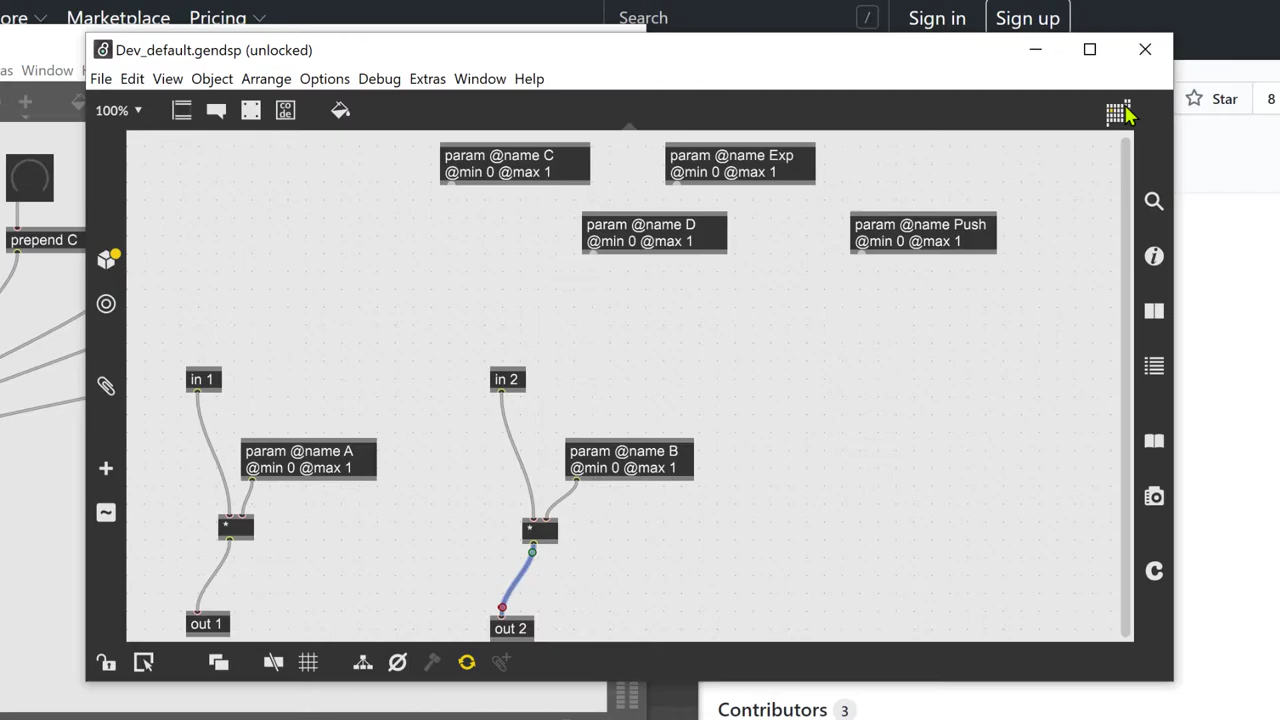 ore Marketplace Pricing Search / Sign in Sign up
as Window
Dev_default.gendsp (unlocked)
File Edit View Object Arrange Options Debug Extras Window Help
100%
co
de
Star 8
param @name C
@min 0 @max 1
param @name Exp
@min 0 @max 1
param @name D
@min 0 @max 1
param @name Push
@min 0 @max 1
prepend C
in 1
in 2
param @name A
@min 0 @max 1
param @name B
@min 0 @max 1
*
*
out 1
out 2
Contributors 3